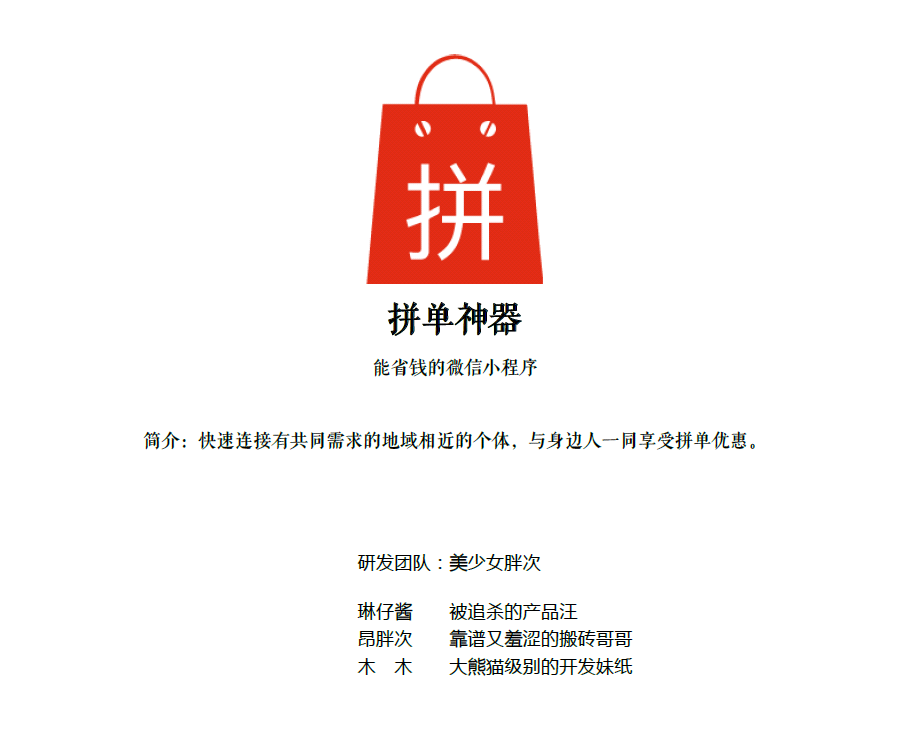 拼
拼单神器
能省钱的微信小程序
简介：快速连接有共同需求的地域相近的个体，与身边人一同享受拼单优惠。
研发团队：美少女胖次
琳仔酱 被追杀的产品汪
昂胖次 靠谱又羞涩的搬砖哥哥
木 木 大熊猫级别的开发妹纸